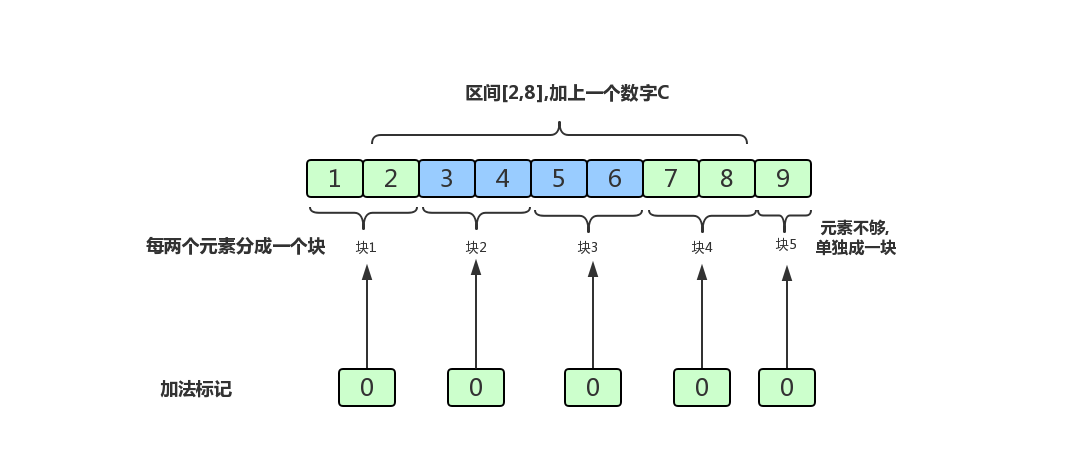 区间[2,8],加上一个数字C
1 2 3 4 5 6 7 8 9
每两个元素分成一个块 块1 块2 块3 块4 块5 元素不够,
单独成一块
加法标记 0 0 0 0 0